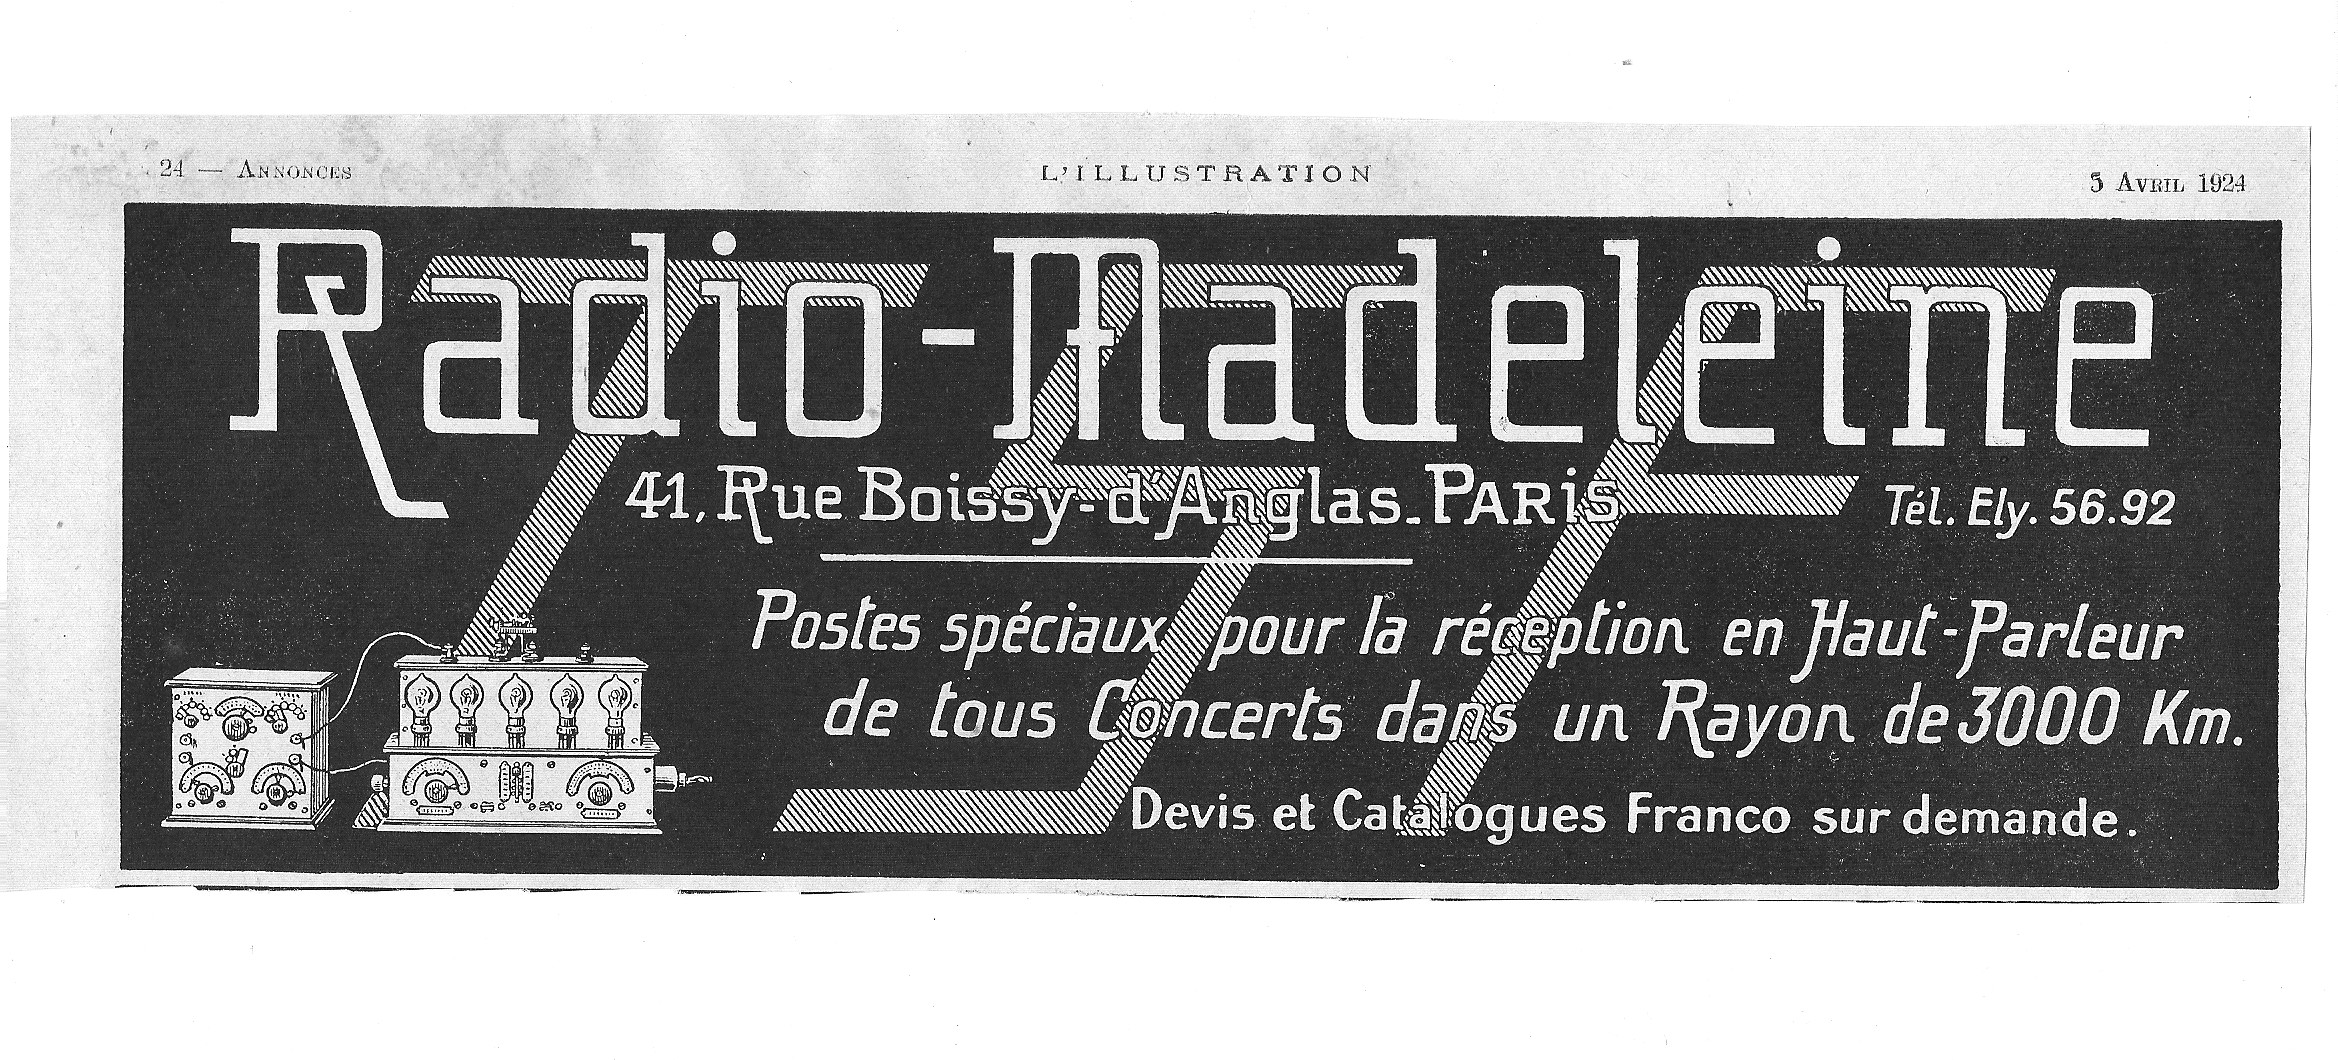 24 — Annonces
L'ILLUSTRATION
5 Avril 1924
Radio-Madeleine
41, Rue Boissy-d'Anglas_PARIS
Tél. Ely. 56.92
TSF
Postes spéciaux pour la réception en Haut-Parleur
de tous Concerts dans un Rayon de 3000 Km.
Devis et Catalogues Franco sur demande.